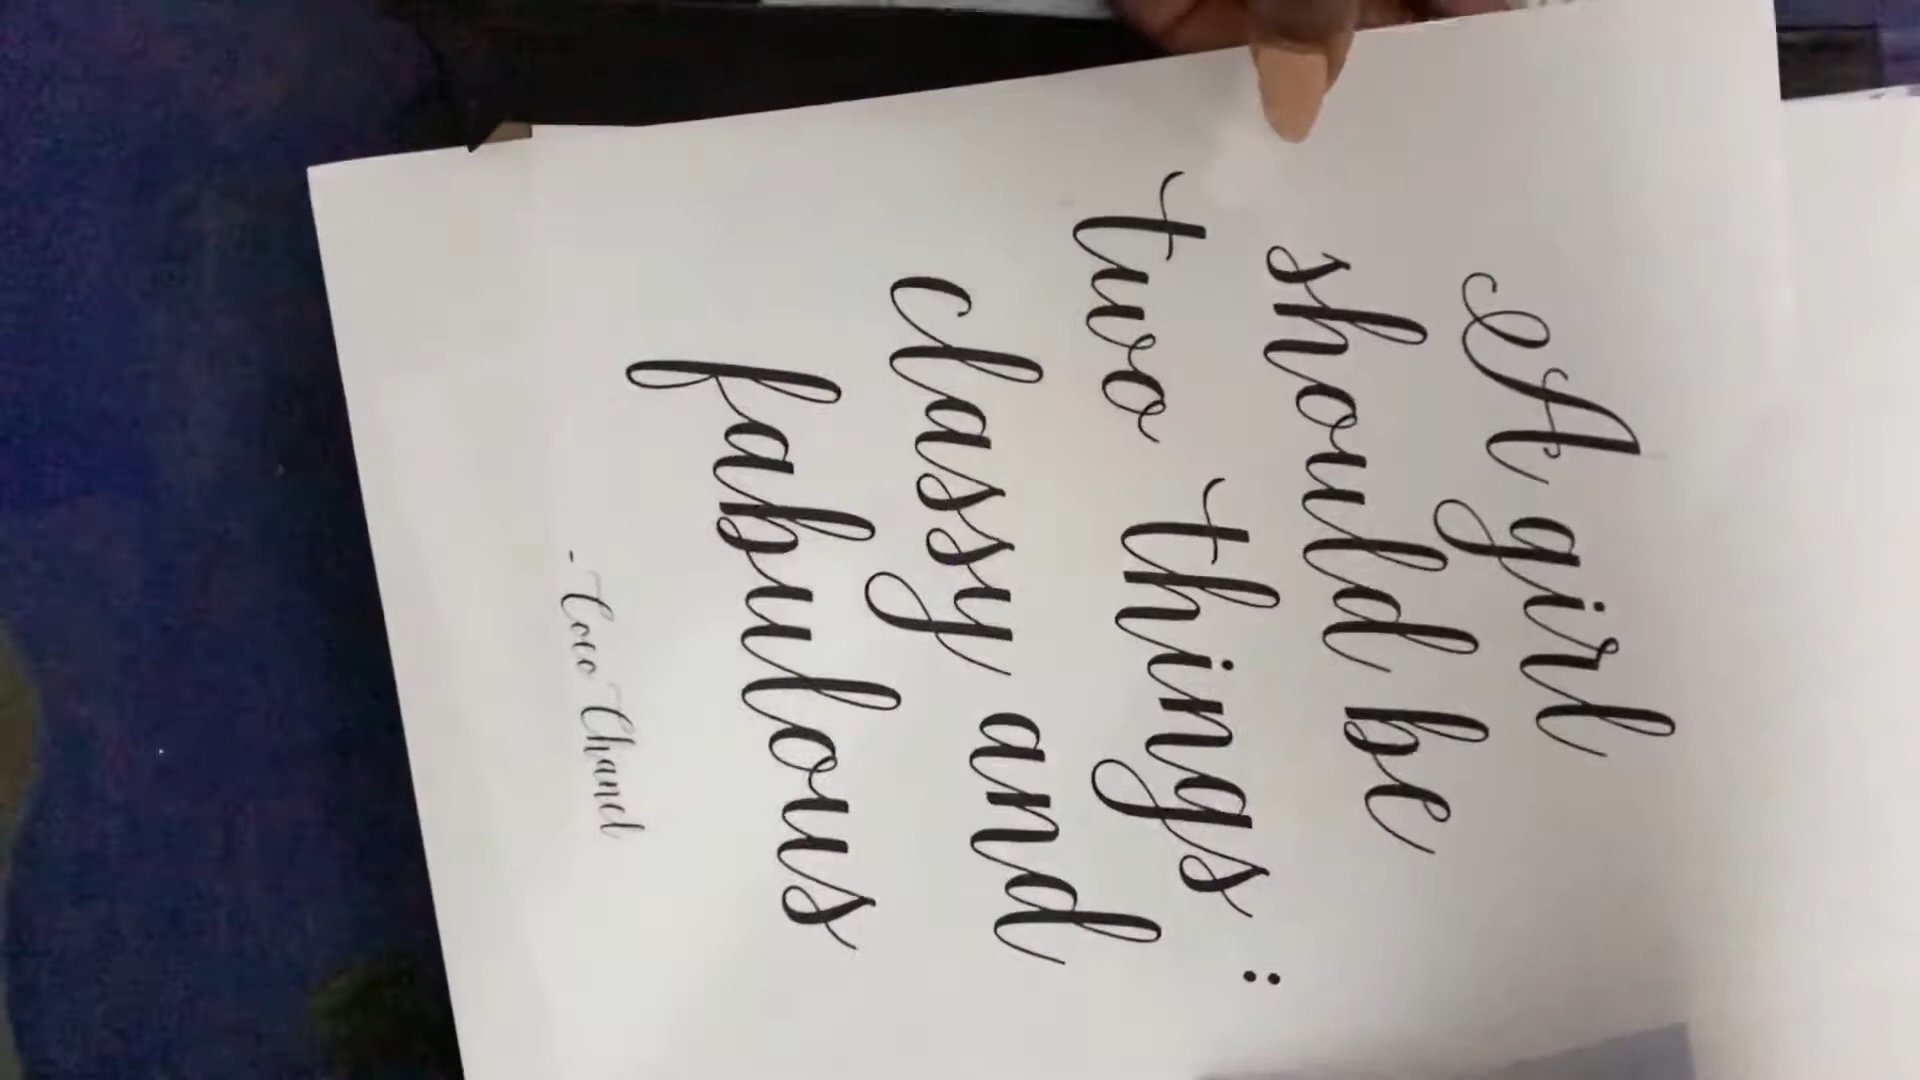 A girl
should be
two things:
classy and
fabulous
- Coco Chanel